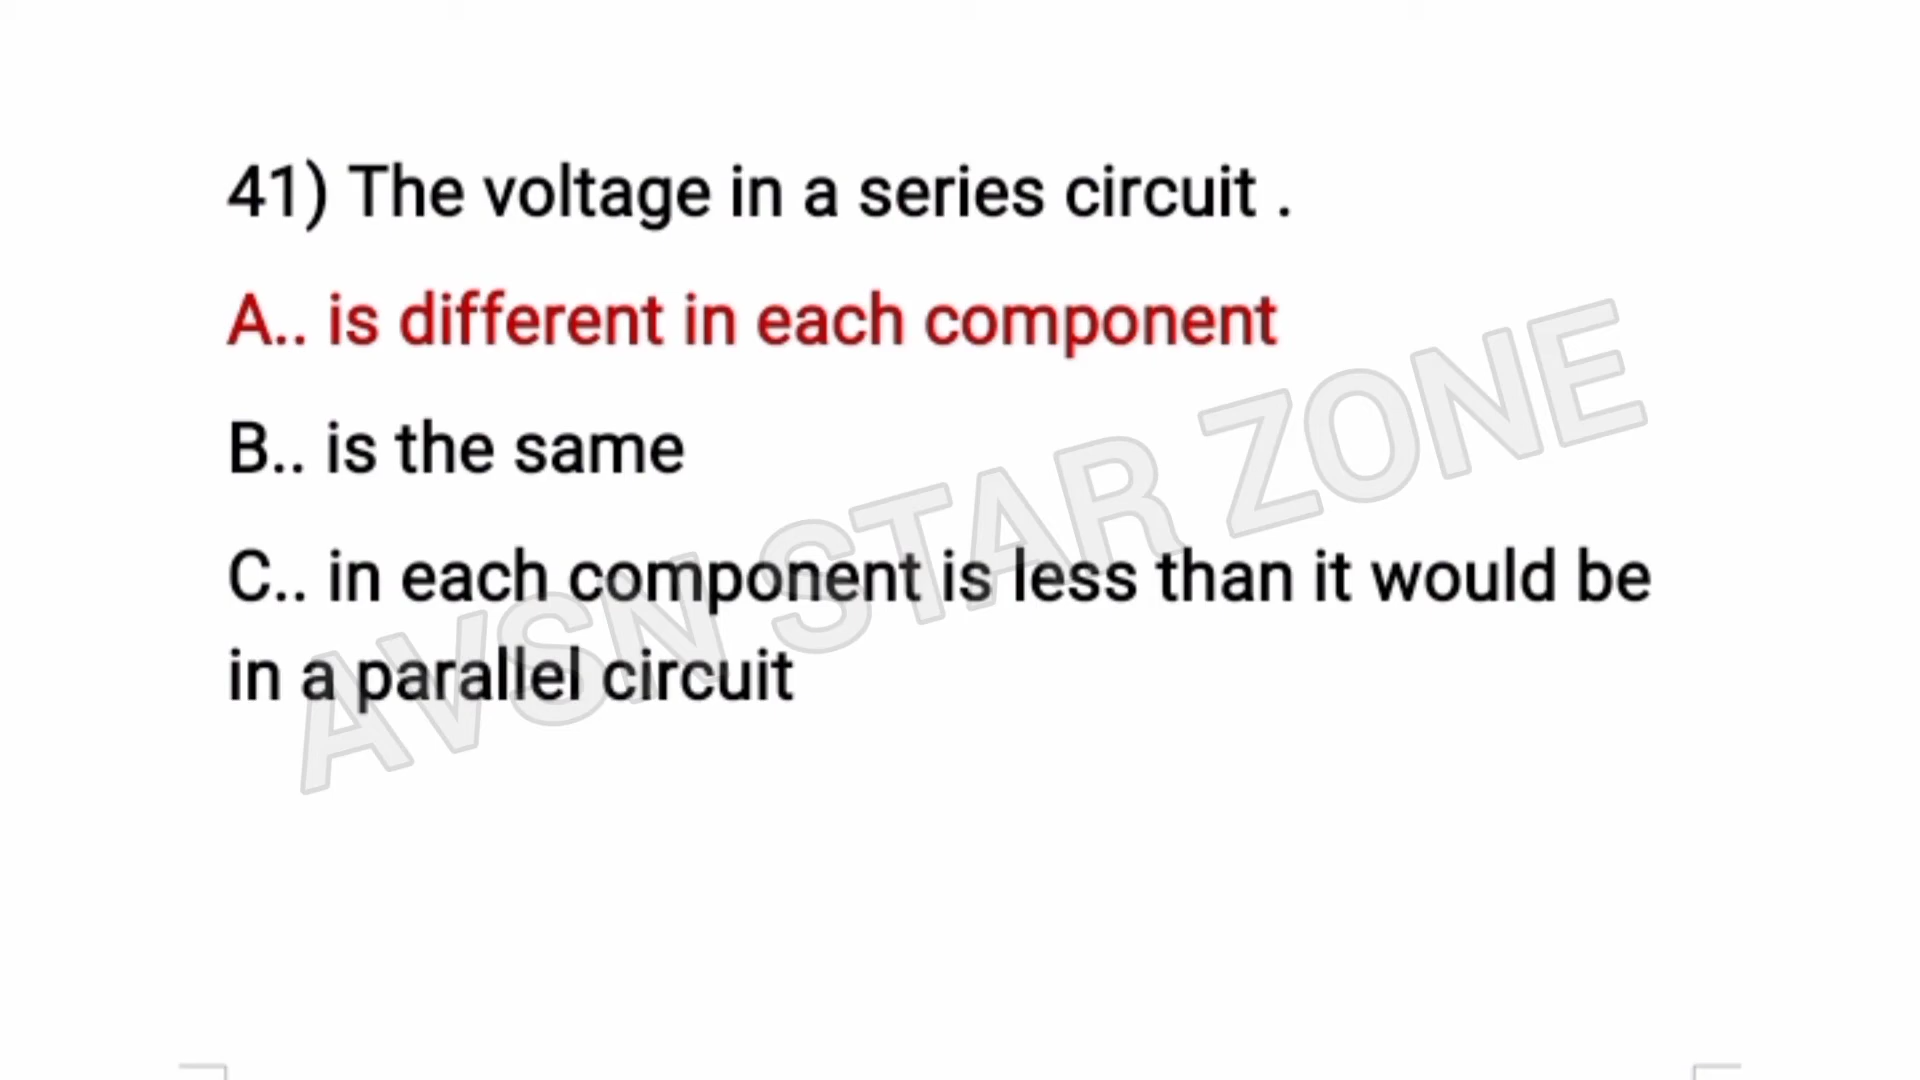 41) The voltage in a series circuit .
A.. is different in each component
B.. is the same
C.. in each component is less than it would be
in a parallel circuit
AVSN STAR ZONE